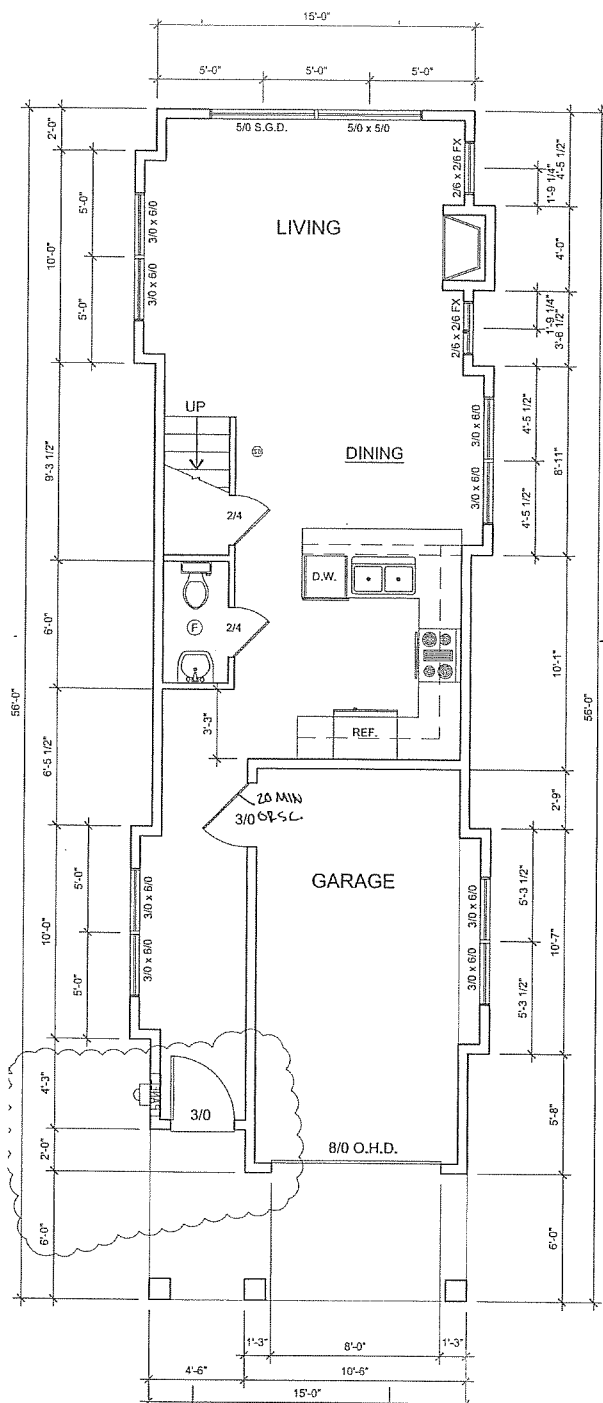 15'-0"
5'-0" 5'-0" 5'-0"
5/0 S.G.D. 5/0 x 5/0
2'-0"
5'-0"
10'-0"
5'-0"
3/0 x 6/0
3/0 x 6/0
LIVING
2/6 x 2/6 FX
1'-9 1/4"
4'-5 1/2"
4'-0"
2/6 x 2/6 FX
1'-9 1/4"
3'-6 1/2"
UP
SD
DINING
3/0 x 6/0
3/0 x 6/0
4'-5 1/2"
8'-11"
4'-5 1/2"
9'-3 1/2"
2/4
D.W.
6'-0"
F
2/4
10'-1"
56'-0"
56'-0"
3'-3"
REF.
6'-5 1/2"
2'-9"
20 MIN
3/0 OR S.C.
GARAGE
5'-0"
10'-0"
5'-0"
3/0 x 6/0
3/0 x 6/0
3/0 x 6/0
3/0 x 6/0
5'-3 1/2"
10'-7"
5'-3 1/2"
4'-3"
PANEL
3/0
5'-8"
8/0 O.H.D.
2'-0"
6'-0"
6'-0"
1'-3" 8'-0" 1'-3"
4'-6" 10'-6"
15'-0"